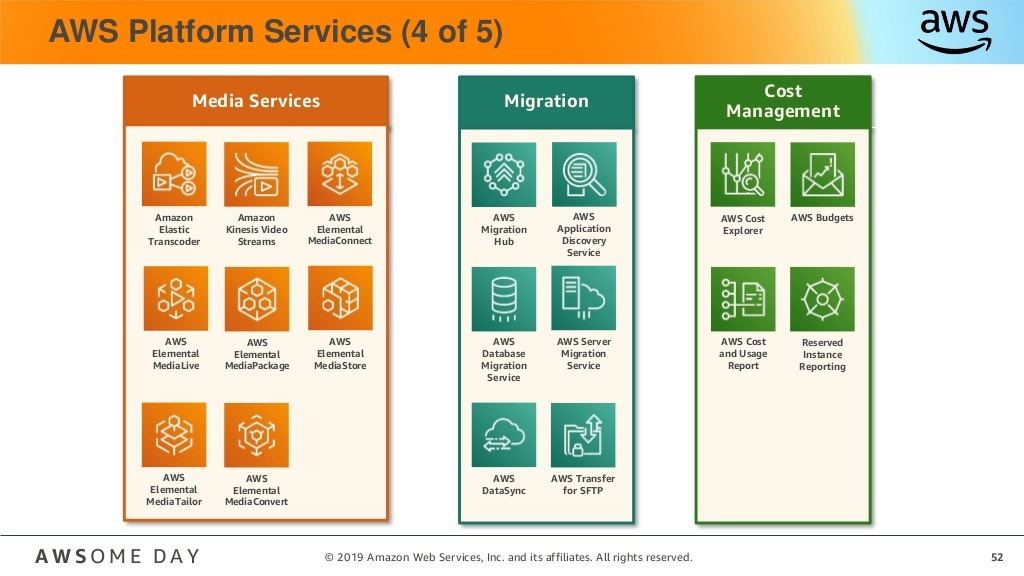 AWS Platform Services (4 of 5)
aws
Media Services
Amazon
Elastic
Transcoder
Amazon
Kinesis Video
Streams
AWS
Elemental
MediaConnect
AWS
Elemental
MediaLive
AWS
Elemental
MediaPackage
AWS
Elemental
MediaStore
AWS
Elemental
MediaTailor
AWS
Elemental
MediaConvert
Migration
AWS
Migration
Hub
AWS
Application
Discovery
Service
AWS
Database
Migration
Service
AWS Server
Migration
Service
AWS
DataSync
AWS Transfer
for SFTP
Cost
Management
AWS Cost
Explorer
AWS Budgets
AWS Cost
and Usage
Report
Reserved
Instance
Reporting
AWSOME DAY
© 2019 Amazon Web Services, Inc. and its affiliates. All rights reserved.
52